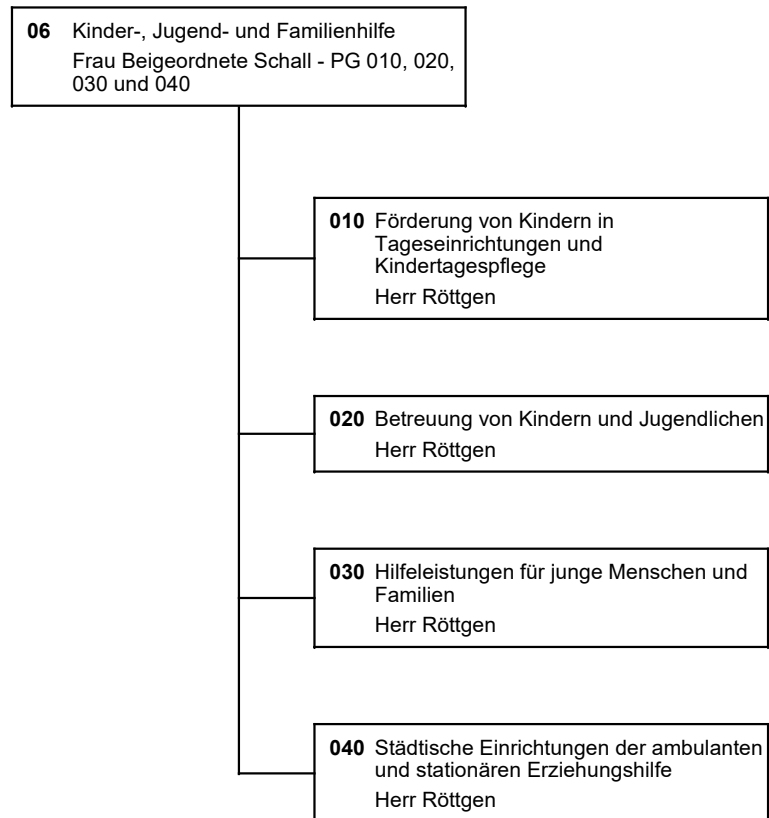 06 Kinder-, Jugend- und Familienhilfe
Frau Beigeordnete Schall - PG 010, 020,
030 und 040
010 Förderung von Kindern in
Tageseinrichtungen und
Kindertagespflege
Herr Röttgen
020 Betreuung von Kindern und Jugendlichen
Herr Röttgen
030 Hilfeleistungen für junge Menschen und
Familien
Herr Röttgen
040 Städtische Einrichtungen der ambulanten
und stationären Erziehungshilfe
Herr Röttgen